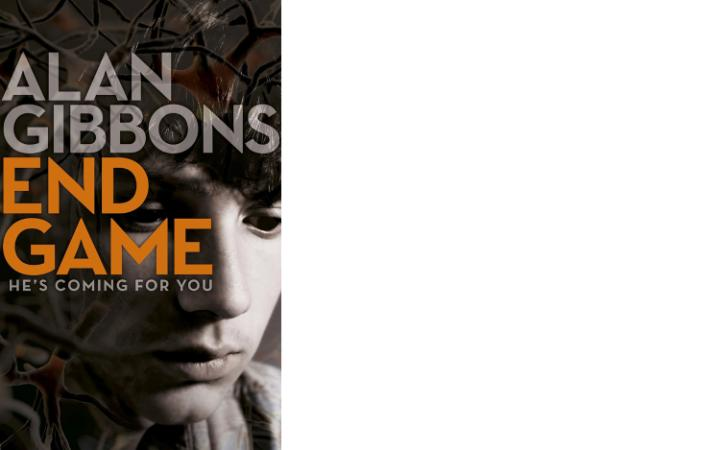 ALAN
GIBBONS
END
GAME
HE'S COMING FOR YOU